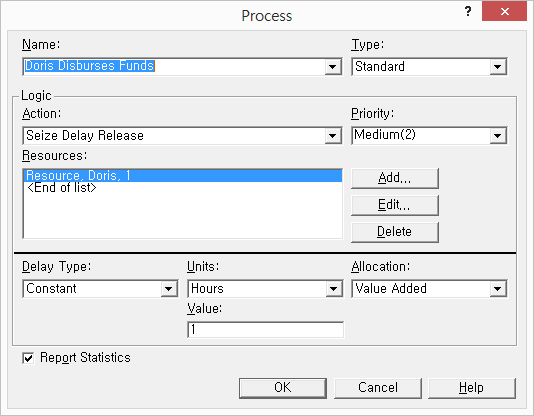 Process
?
Name: Type:
Doris Disburses Funds Standard
Logic
Action: Priority:
Seize Delay Release Medium(2)
Resources:
Resource, Doris, 1
<End of list>
Add...
Edit...
Delete
Delay Type: Units: Allocation:
Constant Hours Value Added
Value:
1
Report Statistics
OK Cancel Help